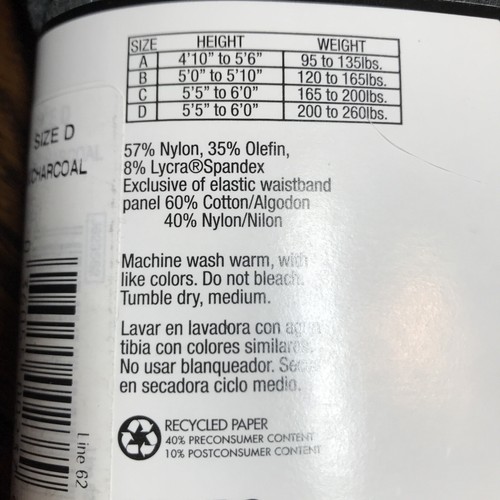 SIZE HEIGHT WEIGHT
A 4'10" to 5'6" 95 to 135lbs.
B 5'0" to 5'10" 120 to 165lbs.
C 5'5" to 6'0" 165 to 200lbs.
D 5'5" to 6'0" 200 to 260lbs.
57% Nylon, 35% Olefin,
8% Lycra®Spandex
Exclusive of elastic waistband
panel 60% Cotton/Algodon
40% Nylon/Nilon
Machine wash warm, with
like colors. Do not bleach.
Tumble dry, medium.
Lavar en lavadora con agua
tibia con colores similares.
No usar blanqueador.
en secadora ciclo medio.
RECYCLED PAPER
40% PRECONSUMER CONTENT
10% POSTCONSUMER CONTENT
SIZE D
CHARCOAL
Line 62